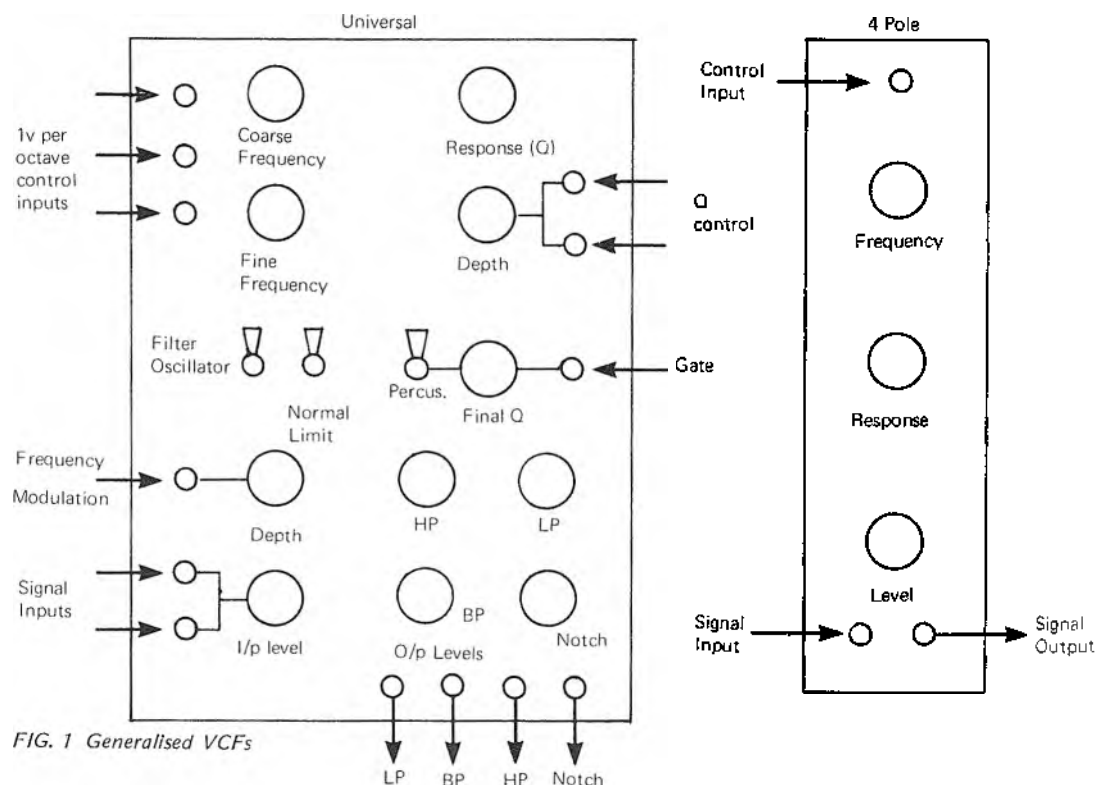 Universal
1v per
octave
control
inputs
Coarse
Frequency
Response (Q)
Fine
Frequency
Depth
Q
control
Filter
Oscillator
Normal
Limit
Percus.
Final Q
Gate
Frequency
Modulation
Depth
HP
LP
Signal
Inputs
I/p level
BP
O/p Levels
Notch
FIG. 1 Generalised VCFs
LP
BP
HP
Notch
4 Pole
Control
Input
Frequency
Response
Level
Signal
Input
Signal
Output